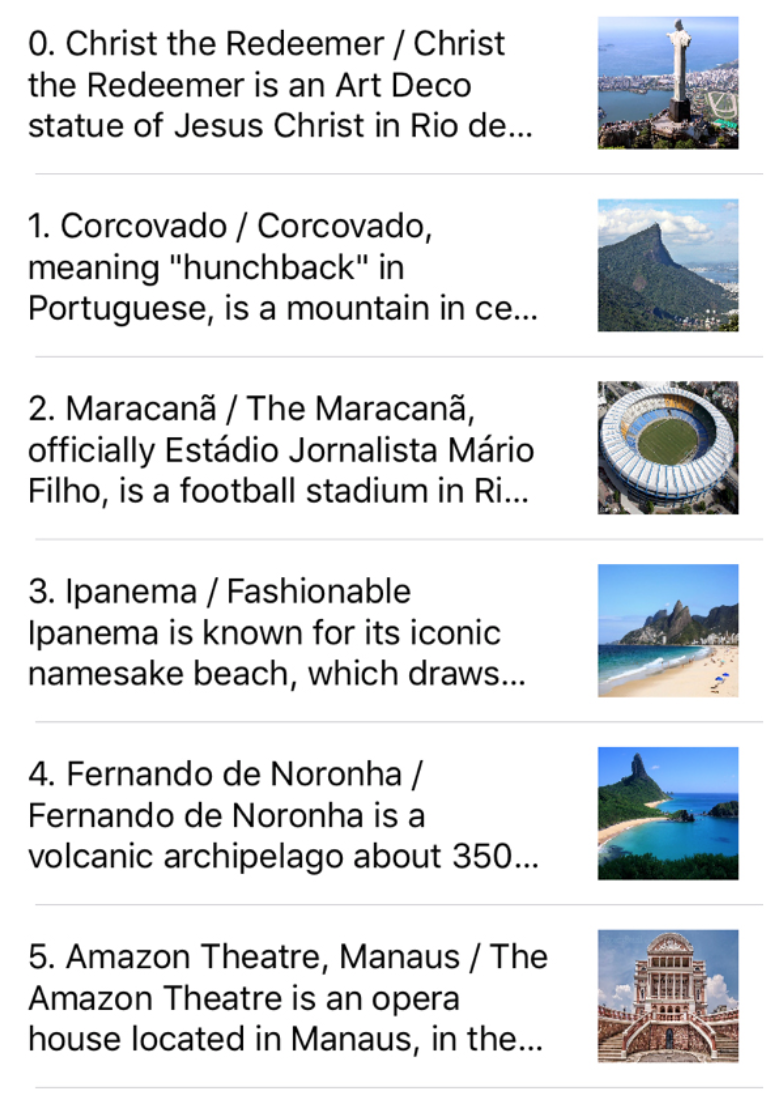 0. Christ the Redeemer / Christ
the Redeemer is an Art Deco
statue of Jesus Christ in Rio de...
1. Corcovado / Corcovado,
meaning "hunchback" in
Portuguese, is a mountain in ce...
2. Maracanã / The Maracanã,
officially Estádio Jornalista Mário
Filho, is a football stadium in Ri...
3. Ipanema / Fashionable
Ipanema is known for its iconic
namesake beach, which draws...
4. Fernando de Noronha /
Fernando de Noronha is a
volcanic archipelago about 350...
5. Amazon Theatre, Manaus / The
Amazon Theatre is an opera
house located in Manaus, in the...